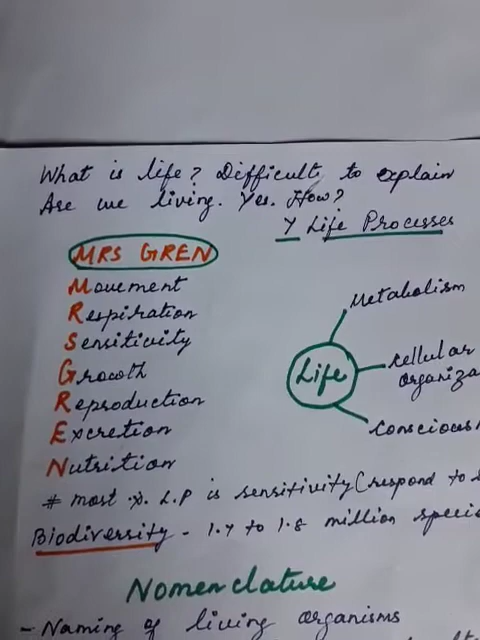 What is life? Difficult to explain
Are we living. Yes. How?
7 Life Processes
MRS GREN
Movement
Respiration
Sensitivity
Growth
Reproduction
Excretion
Nutrition
Metabolism
Life
Cellular
organiza
Conscious
# most L.P is sensitivity (respond to
Biodiversity - 1.7 to 1.8 million specie
Nomenclature
- Naming of living organisms